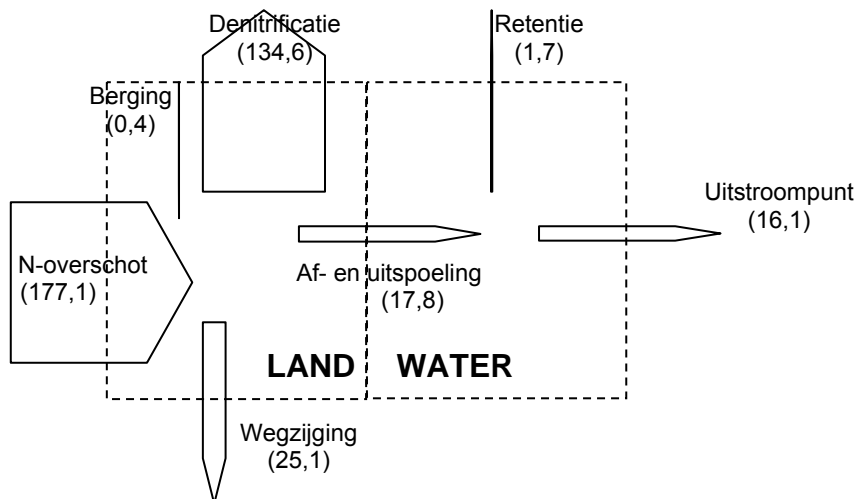 Denitrificatie
(134,6)
Retentie
(1,7)
Berging
(0,4)
Uitstroompunt
(16,1)
N-overschot
(177,1)
Af- en uitspoeling
(17,8)
LAND WATER
Wegzijging
(25,1)